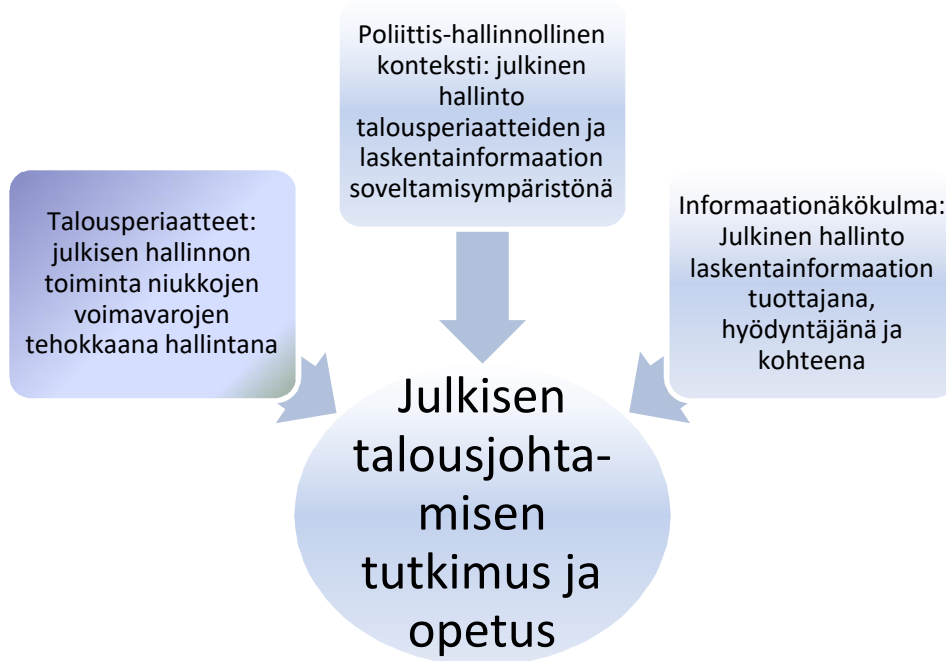 Poliittis-hallinnollinen
konteksti: julkinen
hallinto
talousperiaatteiden ja
laskentainformaation
soveltamisympäristönä
Talousperiaatteet:
julkisen hallinnon
toiminta niukkojen
voimavarojen
tehokkaana hallintana
Informaationäkökulma:
Julkinen hallinto
laskentainformaation
tuottajana,
hyödyntäjänä ja
kohteena
Julkisen
talousjohta-
misen
tutkimus ja
opetus